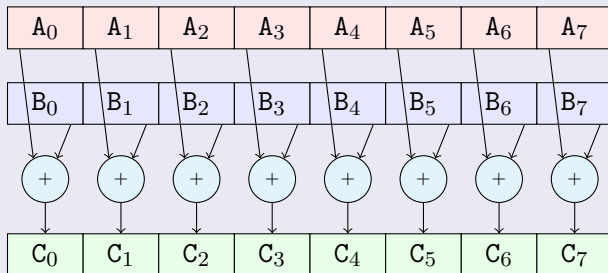 A₀ A₁ A₂ A₃ A₄ A₅ A₆ A₇
B₀ B₁ B₂ B₃ B₄ B₅ B₆ B₇
+ + + + + + + +
C₀ C₁ C₂ C₃ C₄ C₅ C₆ C₇